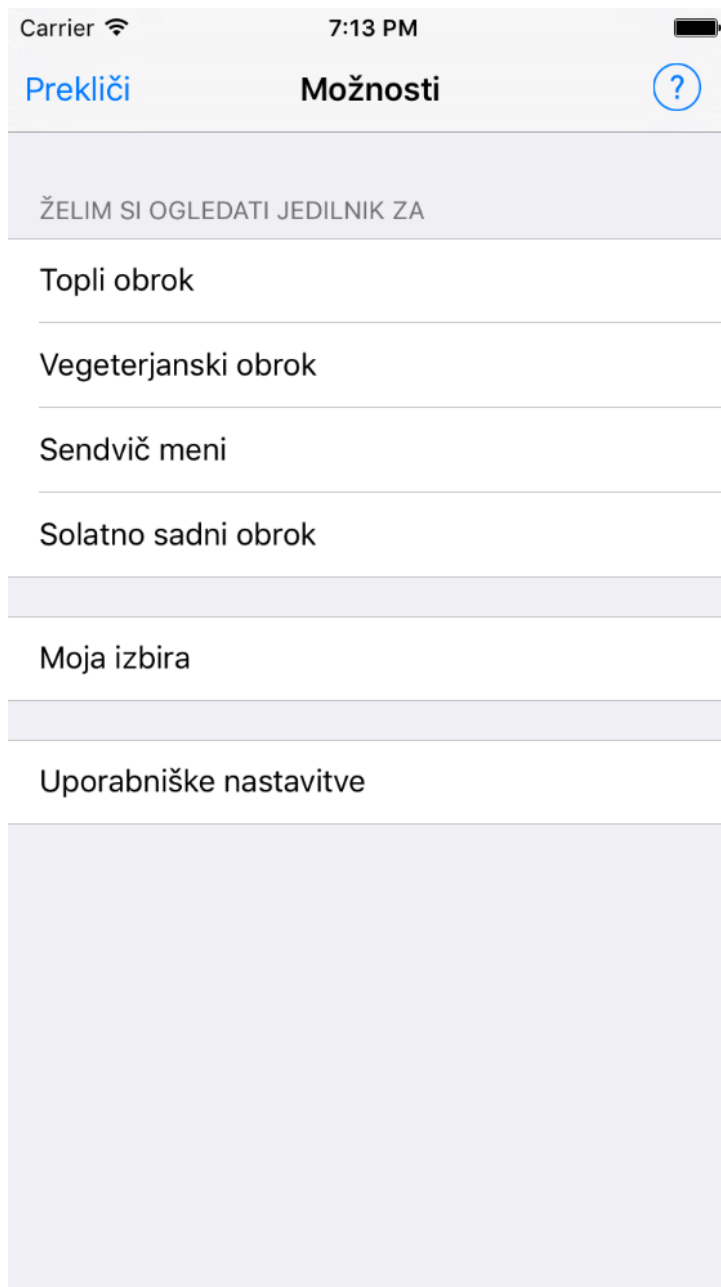 Carrier 7:13 PM
Prekliči Možnosti ?
ŽELIM SI OGLEDATI JEDILNIK ZA
Topli obrok
Vegeterjanski obrok
Sendvič meni
Solatno sadni obrok
Moja izbira
Uporabniške nastavitve